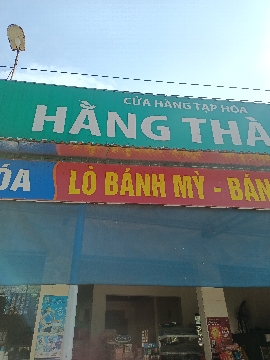 CỬA HÀNG TẠP HÓA
HẰNG THÀ
ÓA LÒ BÁNH MỲ - BÁN